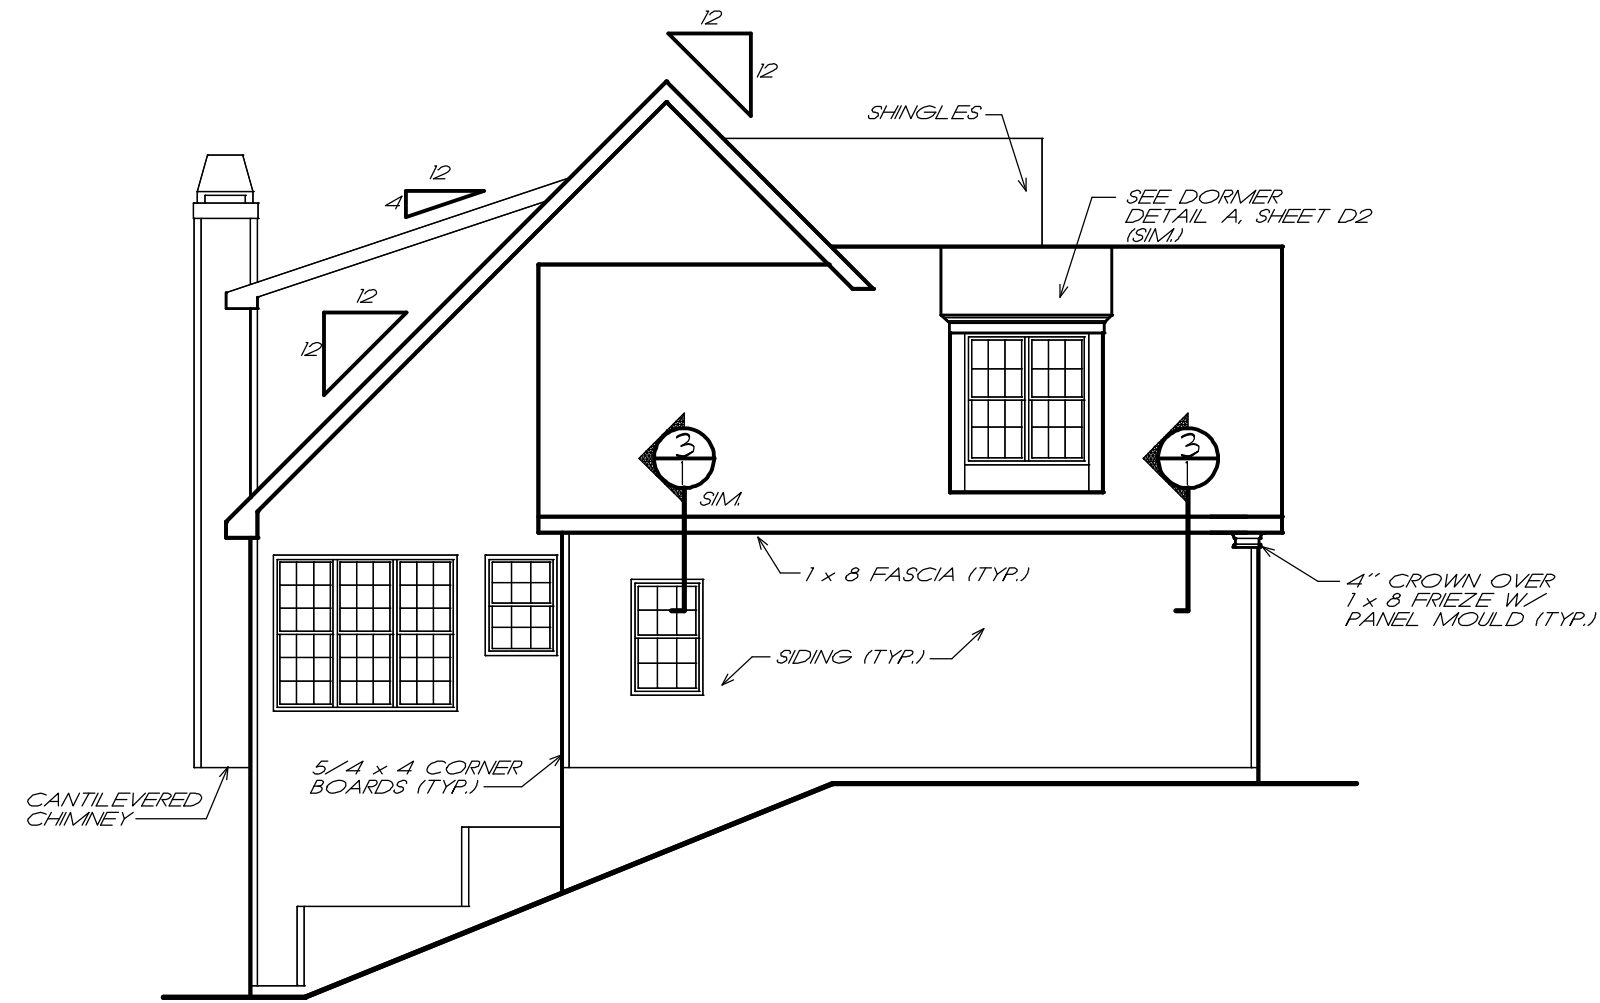 12
12
SHINGLES
12
4
SEE DORMER
DETAIL A, SHEET D2
(SIM.)
12
12
3
3
SIM.
1 x 8 FASCIA (TYP.)
4" CROWN OVER
1 x 8 FRIEZE W/
PANEL MOULD (TYP.)
SIDING (TYP.)
5/4 x 4 CORNER
BOARDS (TYP.)
CANTILEVERED
CHIMNEY